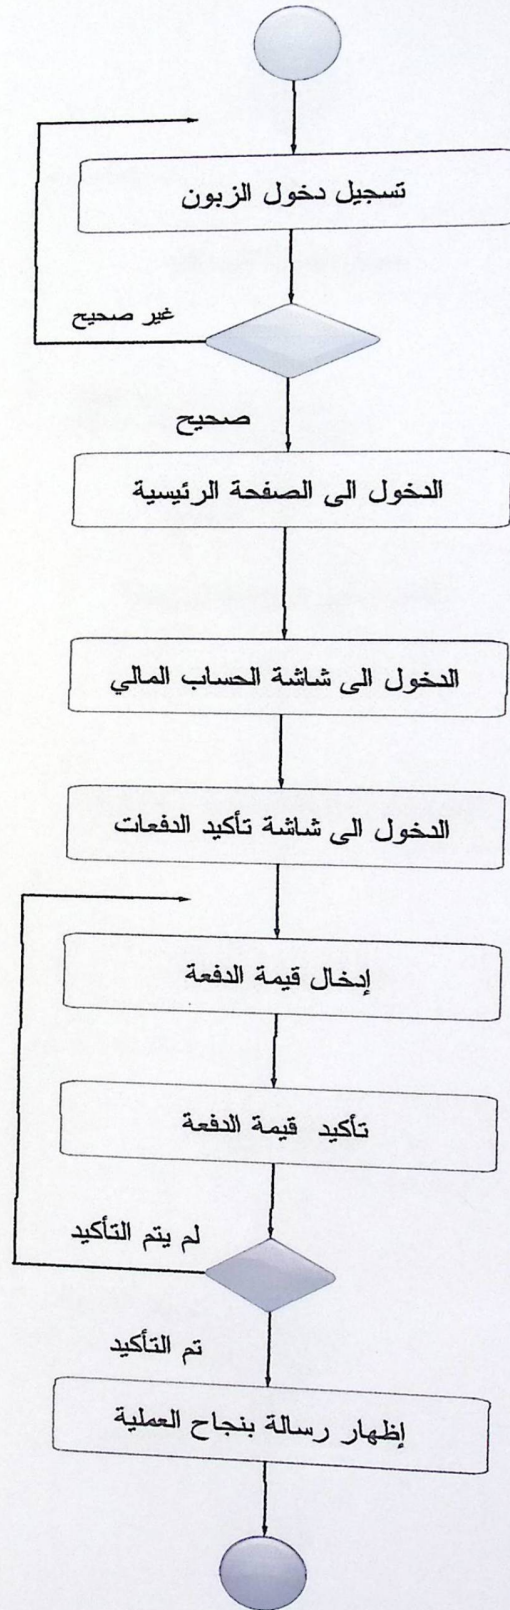 تسجيل دخول الزبون
غير صحيح
صحيح
الدخول الى الصفحة الرئيسية
الدخول الى شاشة الحساب المالي
الدخول الى شاشة تأكيد الدفعات
إدخال قيمة الدفعة
تأكيد قيمة الدفعة
لم يتم التأكيد
تم التأكيد
إظهار رسالة بنجاح العملية